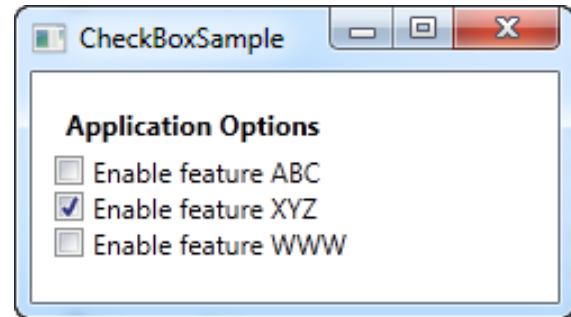 CheckBoxSample
Application Options
Enable feature ABC
Enable feature XYZ
Enable feature WWW